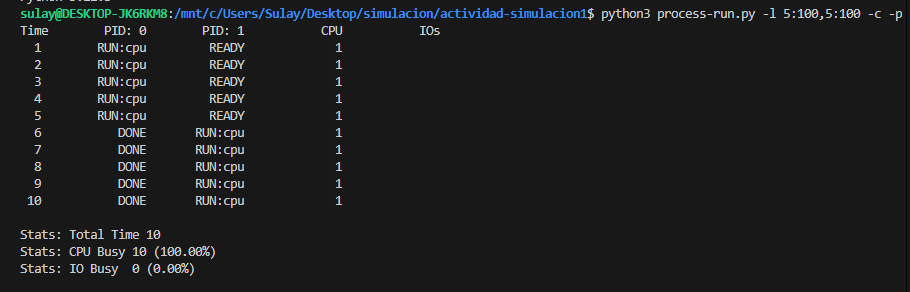 sulay@DESKTOP-JK6RKM8:/mnt/c/Users/Sulay/Desktop/simulacion/actividad-simulacion1$ python3 process-run.py -l 5:100,5:100 -c -p
Time PID: 0 PID: 1 CPU IOs
1 RUN:cpu READY 1
2 RUN:cpu READY 1
3 RUN:cpu READY 1
4 RUN:cpu READY 1
5 RUN:cpu READY 1
6 DONE RUN:cpu 1
7 DONE RUN:cpu 1
8 DONE RUN:cpu 1
9 DONE RUN:cpu 1
10 DONE RUN:cpu 1
Stats: Total Time 10
Stats: CPU Busy 10 (100.00%)
Stats: IO Busy 0 (0.00%)